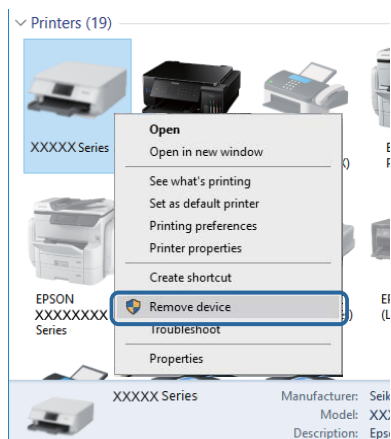 Printers (19)
XXXXX Series
Open
Open in new window
See what's printing
Set as default printer
Printing preferences
Printer properties
Create shortcut
Remove device
Troubleshoot
Properties
EPSON
XXXXXXXX
Series
XXXXX Series
Manufacturer:
Model:
Description: